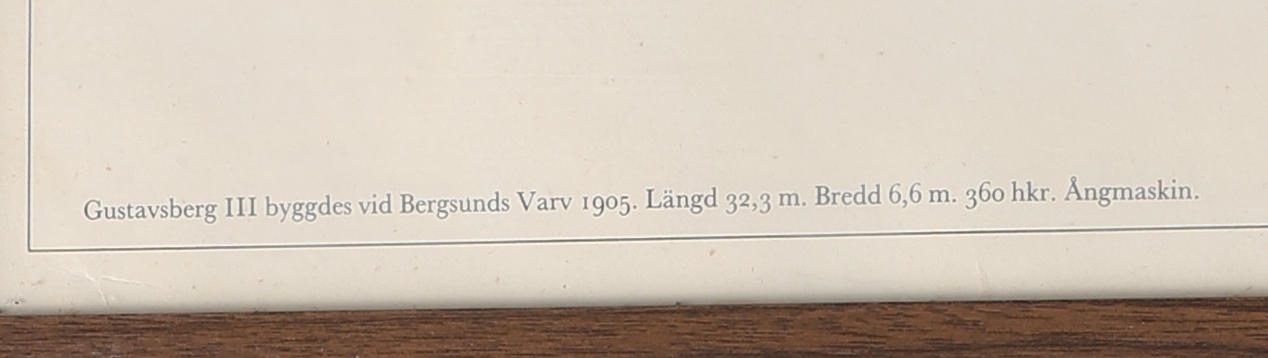 Gustavsberg III byggdes vid Bergsunds Varv 1905. Längd 32,3 m. Bredd 6,6 m. 360 hkr. Ångmaskin.